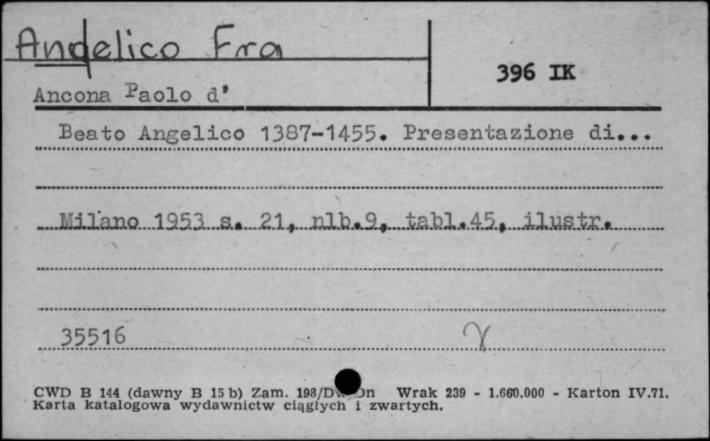 Angelico Fra
396 IK
Ancona Paolo d'
Beato Angelico 1387-1455. Presentazione di...
Milano 1953 s. 21, nlb.9, tabl.45, ilustr.
35516
CWD B 144 (dawny B 15 b) Zam. 198/Dw Wrak 239 - 1.660.000 - Karton IV.71.
Karta katalogowa wydawnictw ciągłych i zwartych.